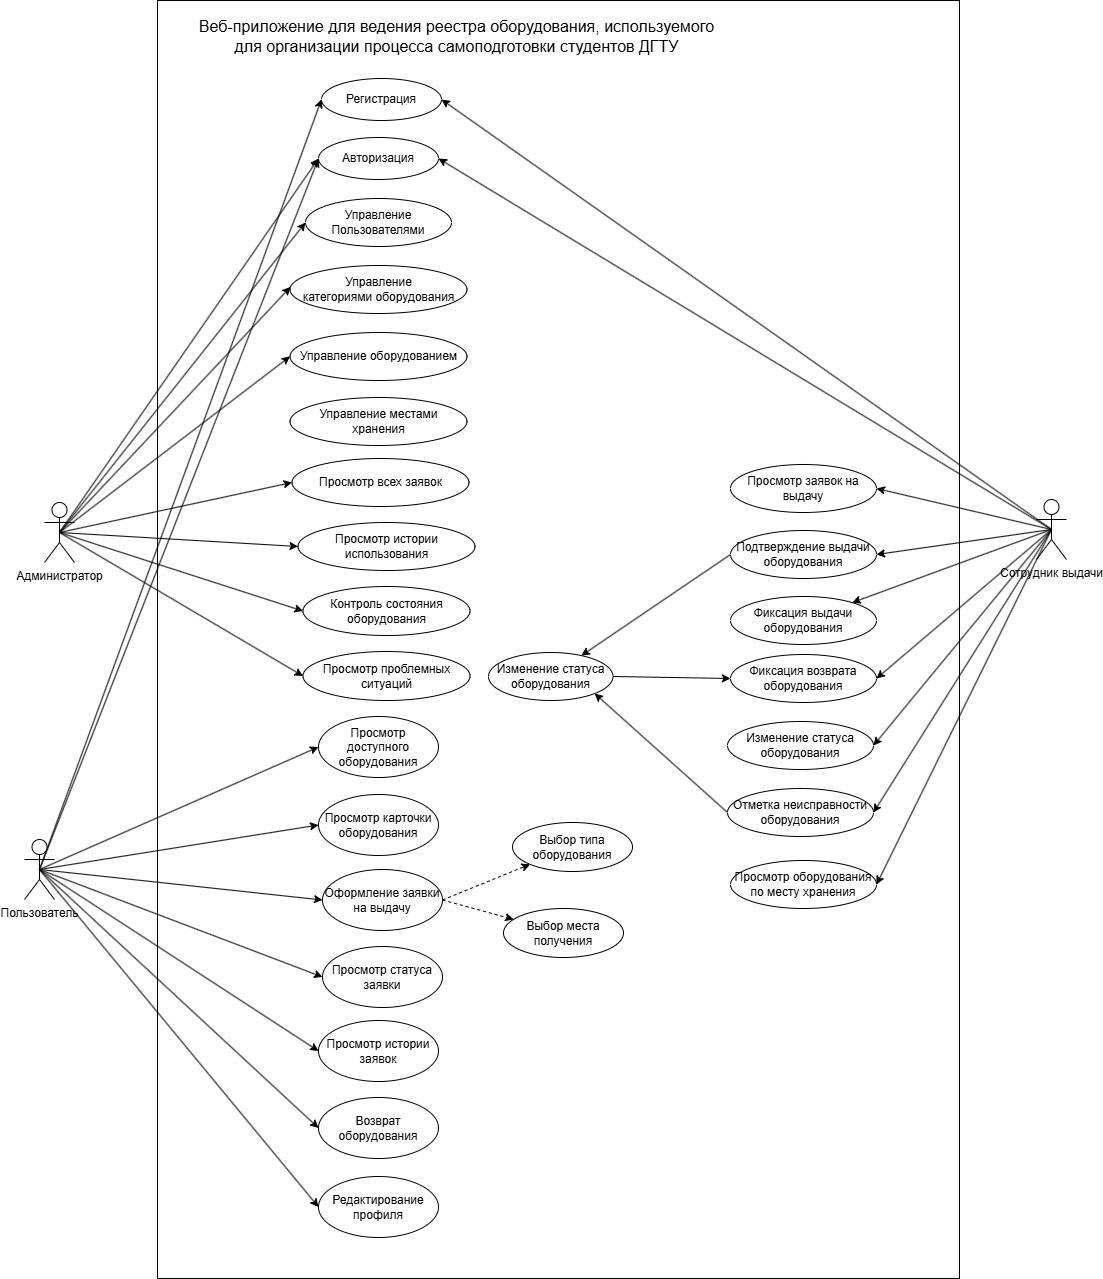 Веб-приложение для ведения реестра оборудования, используемого
для организации процесса самоподготовки студентов ДГТУ
Регистрация
Авторизация
Управление
Пользователями
Управление
категориями оборудования
Управление оборудованием
Управление местами
хранения
Просмотр всех заявок
Просмотр истории
использования
Контроль состояния
оборудования
Просмотр проблемных
ситуаций
Администратор
Просмотр
доступного
оборудования
Просмотр карточки
оборудования
Оформление заявки
на выдачу
Выбор типа
оборудования
Выбор места
получения
Просмотр статуса
заявки
Просмотр истории
заявок
Возврат
оборудования
Редактирование
профиля
Пользователь
Изменение статуса
оборудования
Просмотр заявок на
выдачу
Подтверждение выдачи
оборудования
Фиксация выдачи
оборудования
Фиксация возврата
оборудования
Изменение статуса
оборудования
Отметка неисправности
оборудования
Просмотр оборудования
по месту хранения
Сотрудник выдачи